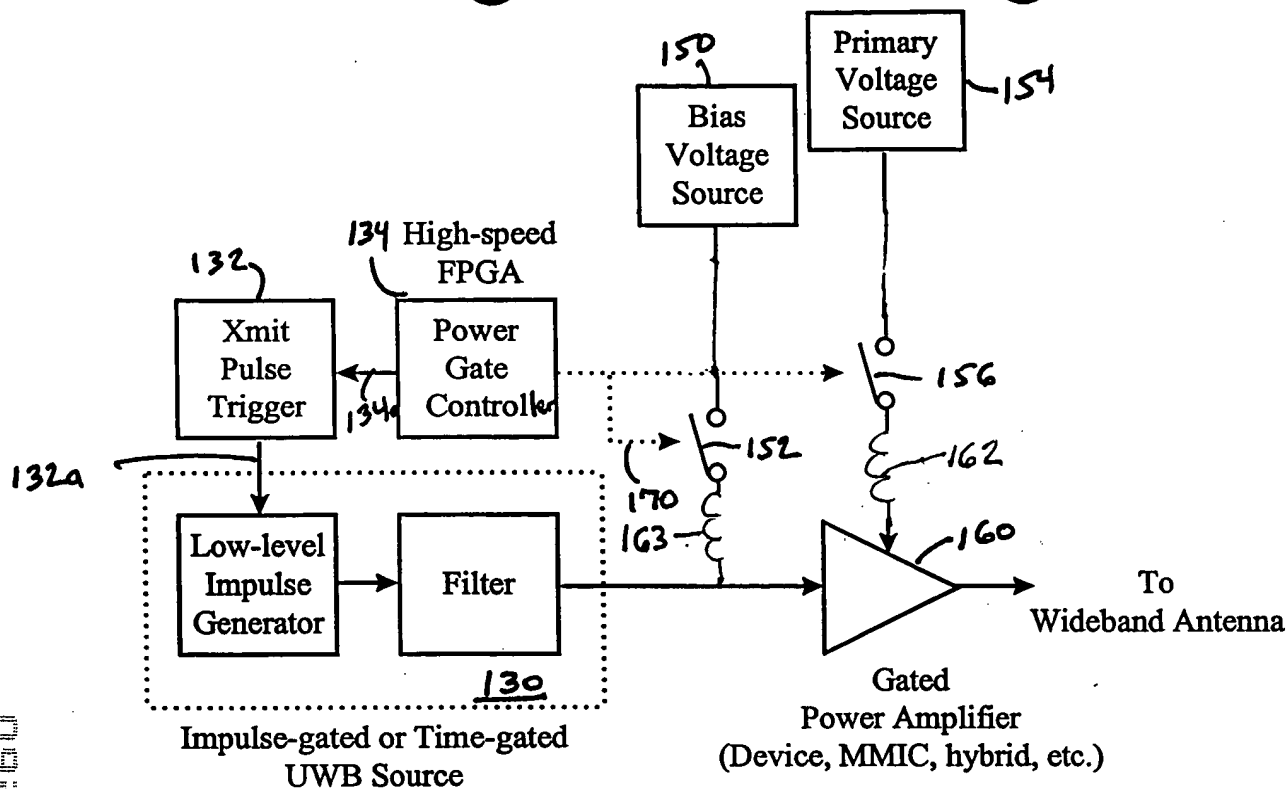 150
Bias
Voltage
Source
Primary
Voltage
Source
154
132
Xmit
Pulse
Trigger
134 High-speed
FPGA
Power
Gate
Controller
134a
156
152
170
163
162
160
132a
Low-level
Impulse
Generator
Filter
130
Impulse-gated or Time-gated
UWB Source
To
Wideband Antenna
Gated
Power Amplifier
(Device, MMIC, hybrid, etc.)